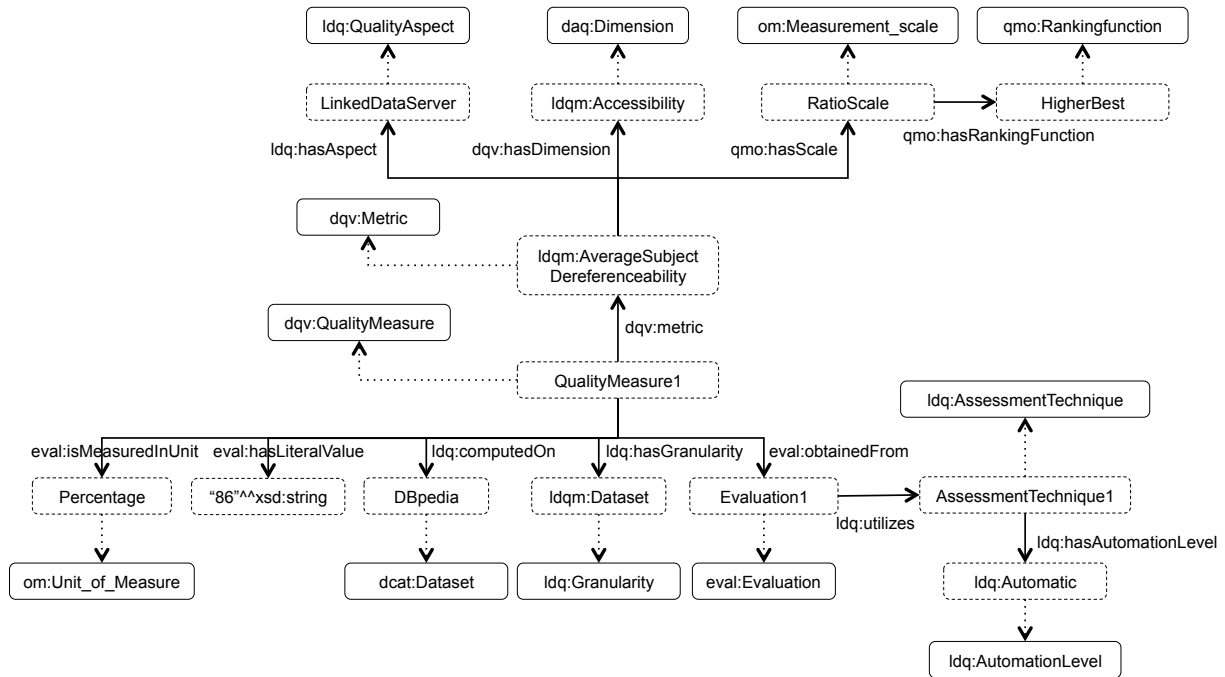 ldq:QualityAspect
daq:Dimension
om:Measurement_scale
qmo:Rankingfunction
LinkedDataServer
ldqm:Accessibility
RatioScale
HigherBest
qmo:hasRankingFunction
ldq:hasAspect
dqv:hasDimension
qmo:hasScale
dqv:Metric
ldqm:AverageSubject
Dereferenceability
dqv:QualityMeasure
dqv:metric
QualityMeasure1
ldq:AssessmentTechnique
eval:isMeasuredInUnit
eval:hasLiteralValue
ldq:computedOn
ldq:hasGranularity
eval:obtainedFrom
Percentage
“86”^^xsd:string
DBpedia
ldqm:Dataset
Evaluation1
AssessmentTechnique1
ldq:utilizes
ldq:hasAutomationLevel
om:Unit_of_Measure
dcat:Dataset
ldq:Granularity
eval:Evaluation
ldq:Automatic
ldq:AutomationLevel